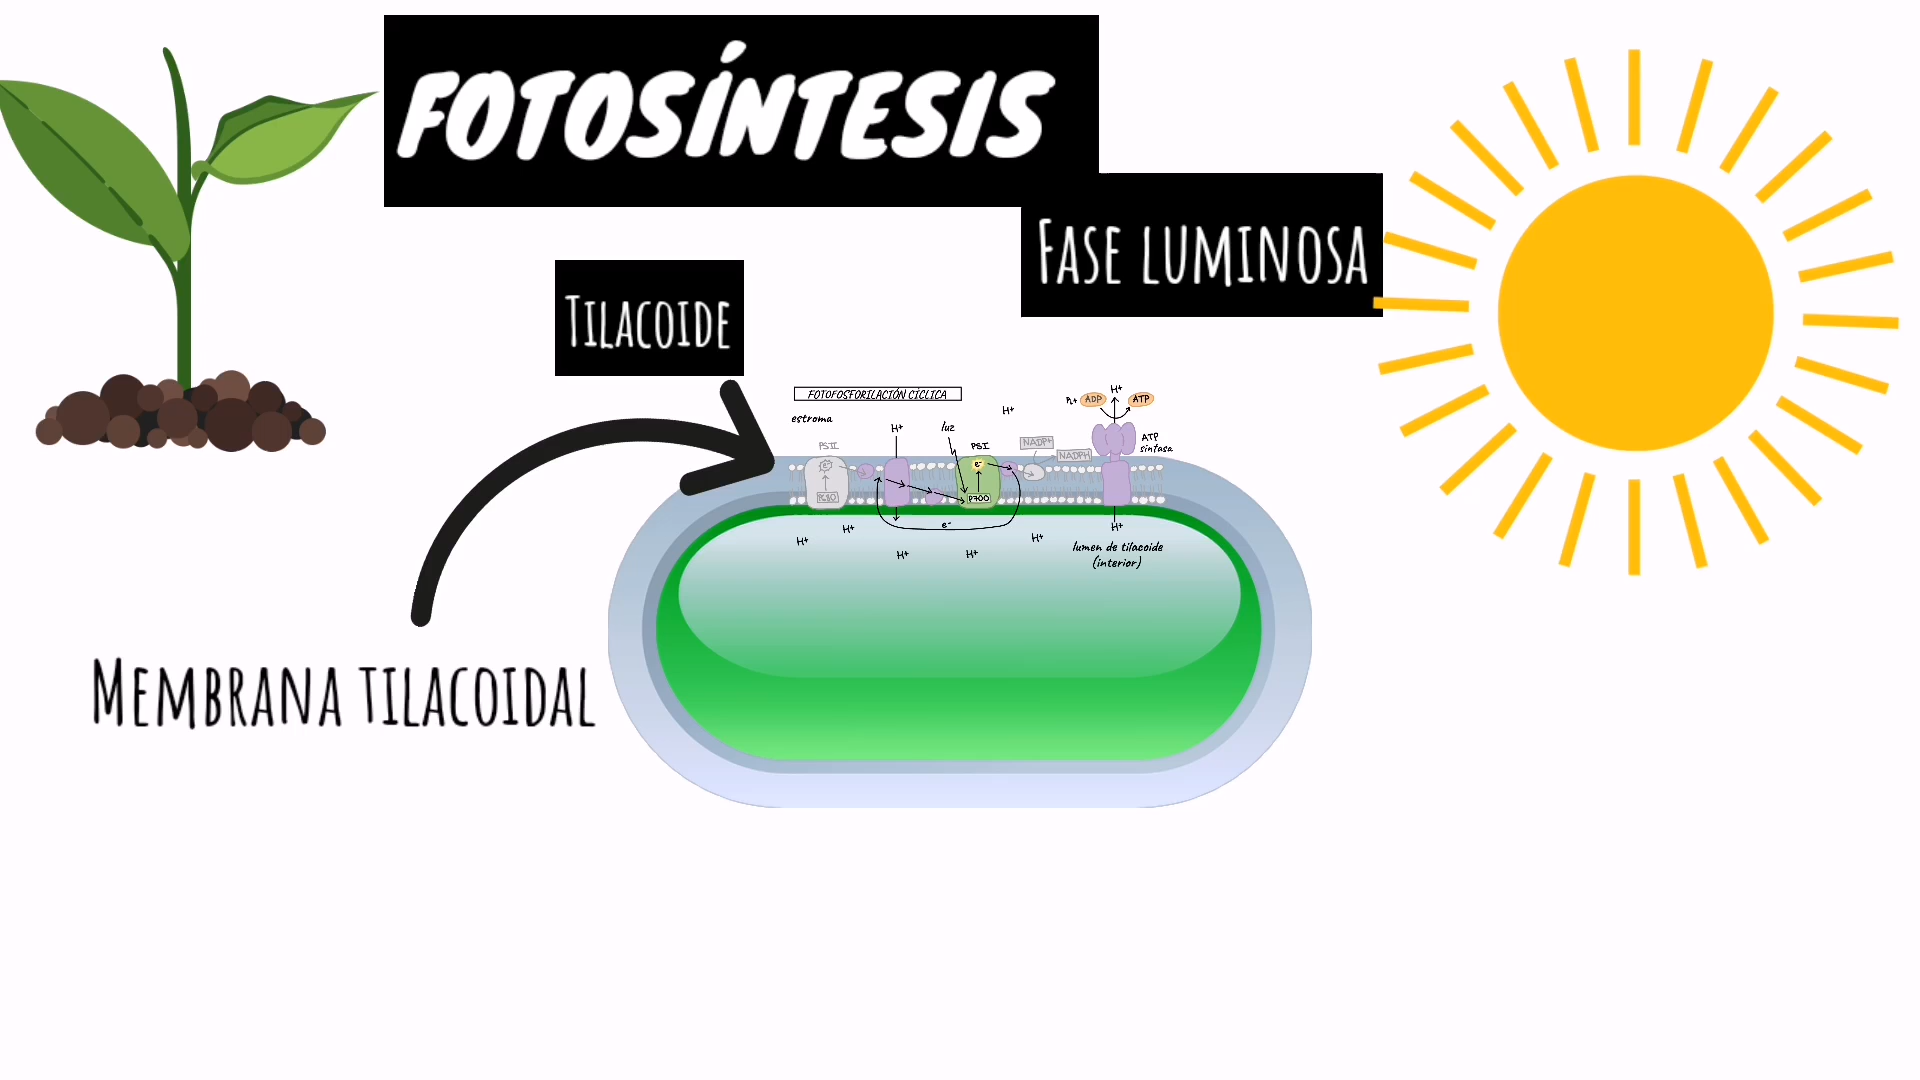 FOTOSÍNTESIS
FASE LUMINOSA
TILACOIDE
FOTOFOSFORILACIÓN CÍCLICA
estroma
H+
luz
H+
Pi+ ADP
H+
ATP
PSII
PSI
NADP+
NADPH
ATP
sintasa
e-
e-
P680
P700
e-
H+
H+
H+
H+
H+
H+
lumen de tilacoide
(interior)
MEMBRANA TILACOIDAL